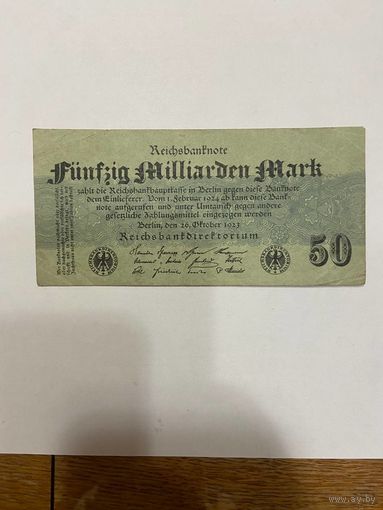 Reichsbanknote
Fünfzig Milliarden Mark
zahlt die Reichsbankhauptkasse in Berlin gegen diese Banknote
dem Einlieferer. Vom 1. Februar 1924 ab kann diese Bank-
note aufgerufen und unter Umtausch gegen andere
gesetzliche Zahlungsmittel eingezogen werden
Berlin, den 26. Oktober 1923
Reichsbankdirektorium
50
www.ay.by